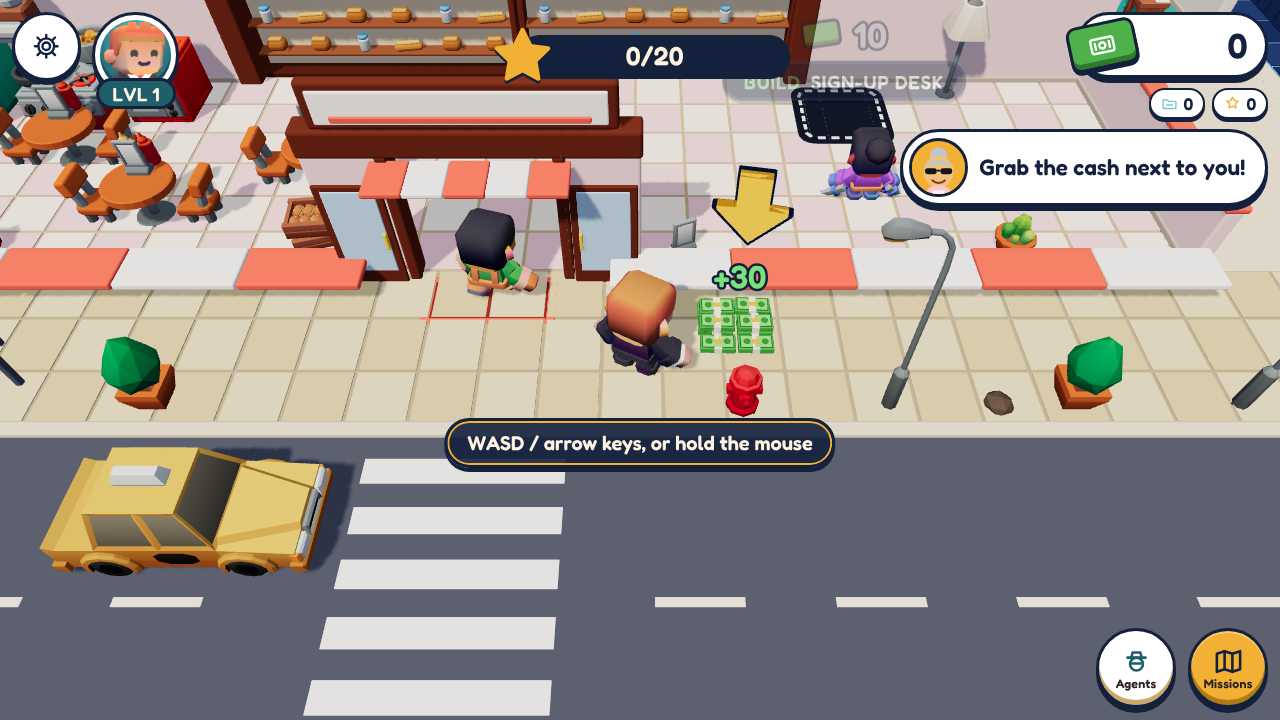 0/20
10
0
BUILD SIGN-UP DESK
LVL 1
0
0
Grab the cash next to you!
+30
WASD / arrow keys, or hold the mouse
Agents
Missions